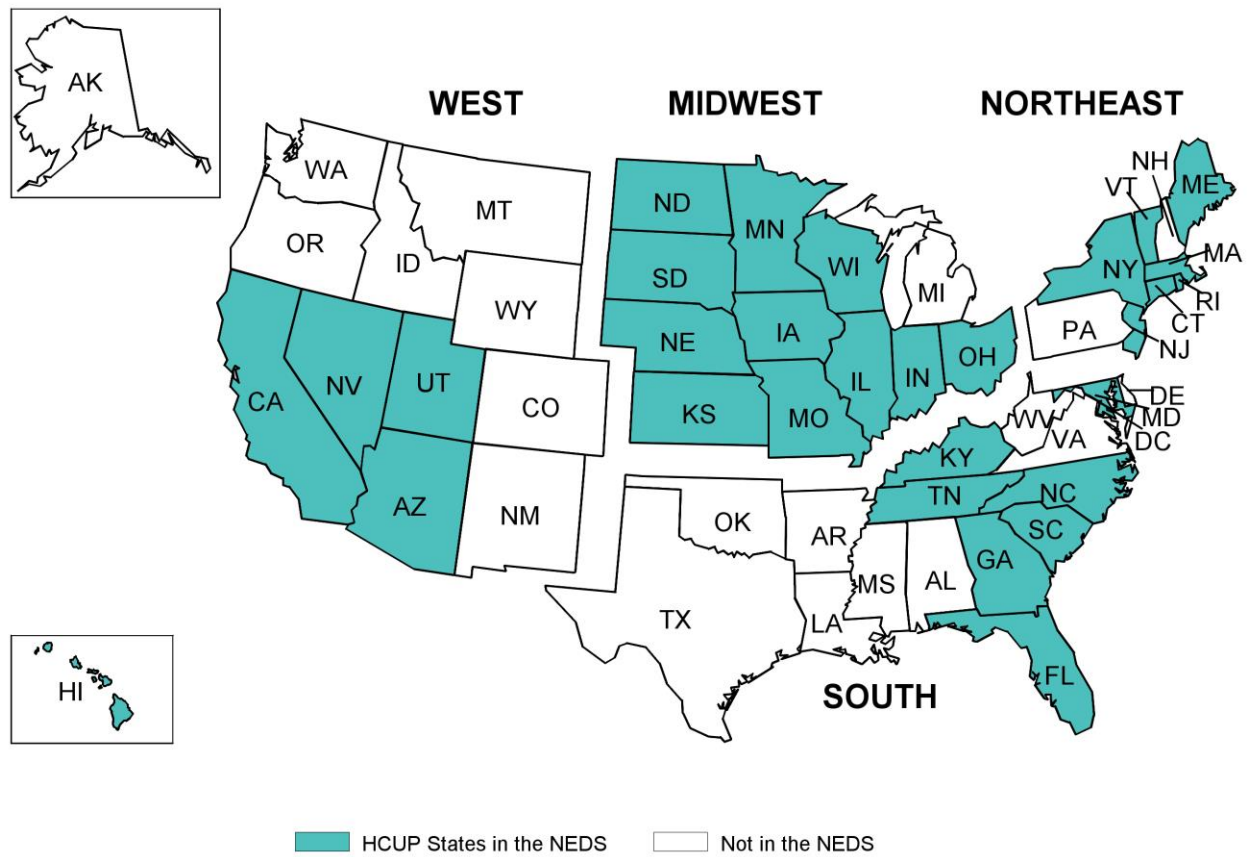 AK
WEST MIDWEST NORTHEAST
WA
MT
OR
ID
WY
CA
NV
UT
CO
AZ
NM
HI
ND
MN
SD
WI
MI
NE
IA
IL
IN
OH
KS
MO
NH
VT
ME
NY
MA
RI
CT
PA
NJ
DE
MD
DC
WV
VA
KY
TN
NC
SC
OK
AR
MS
AL
GA
TX
LA
FL
SOUTH
HCUP States in the NEDS
Not in the NEDS